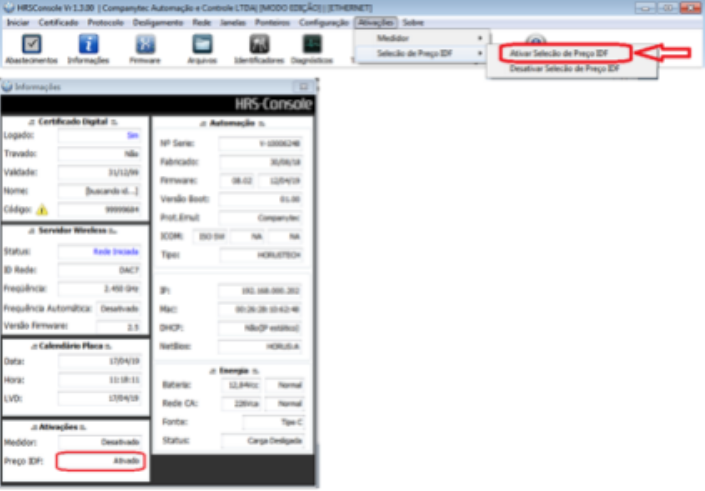 HRSConsole Vr 1.3.00 | Companytec Automação e Controle LTDA| [MODO EDIÇÃO] | [ETHERNET]
Iniciar Certificado Protocolo Desligamento Rede Janelas Ponteiros Configuração Ativações Sobre
Medidor
Selecão de Preço IDF
Ativar Selecão de Preço IDF
Desativar Selecão de Preço IDF
Abastecimentos Informações Firmware Arquivos Identificadores Diagnósticos
Informações
HRS-Console
.:: Certificado Digital ::.
Logado: Sim
Travado: Não
Validade: 31/12/99
Nome: [buscando id...]
Código: 99999684
.:: Servidor Wireless ::.
Status: Rede Iniciada
ID Rede: DAC7
Freqüência: 2.450 GHz
Frequência Automática: Desativado
Versão Firmware: 2.5
.:: Calendário Placa ::.
Data: 17/04/19
Hora: 11:18:11
LVD: 17/04/19
.:: Ativações ::.
Medidor: Desativado
Preço IDF: Ativado
.:: Automação ::.
Nº Serie: V-10006248
Fabricado: 30/08/18
Firmware: 08.02 12/04/19
Versão Boot: 01.00
Prot.Emul: Companytec
ICOM: ISO SW NA NA
Tipo: HORUSTECH
IP: 192.168.000.202
Mac: 00:26:28:10:62:48
DHCP: Não(IP estático)
NetBios: HORUS-A
.:: Energia ::.
Bateria: 12,84Vcc Normal
Rede CA: 226Vca Normal
Fonte: Tipo C
Status: Carga Desligada